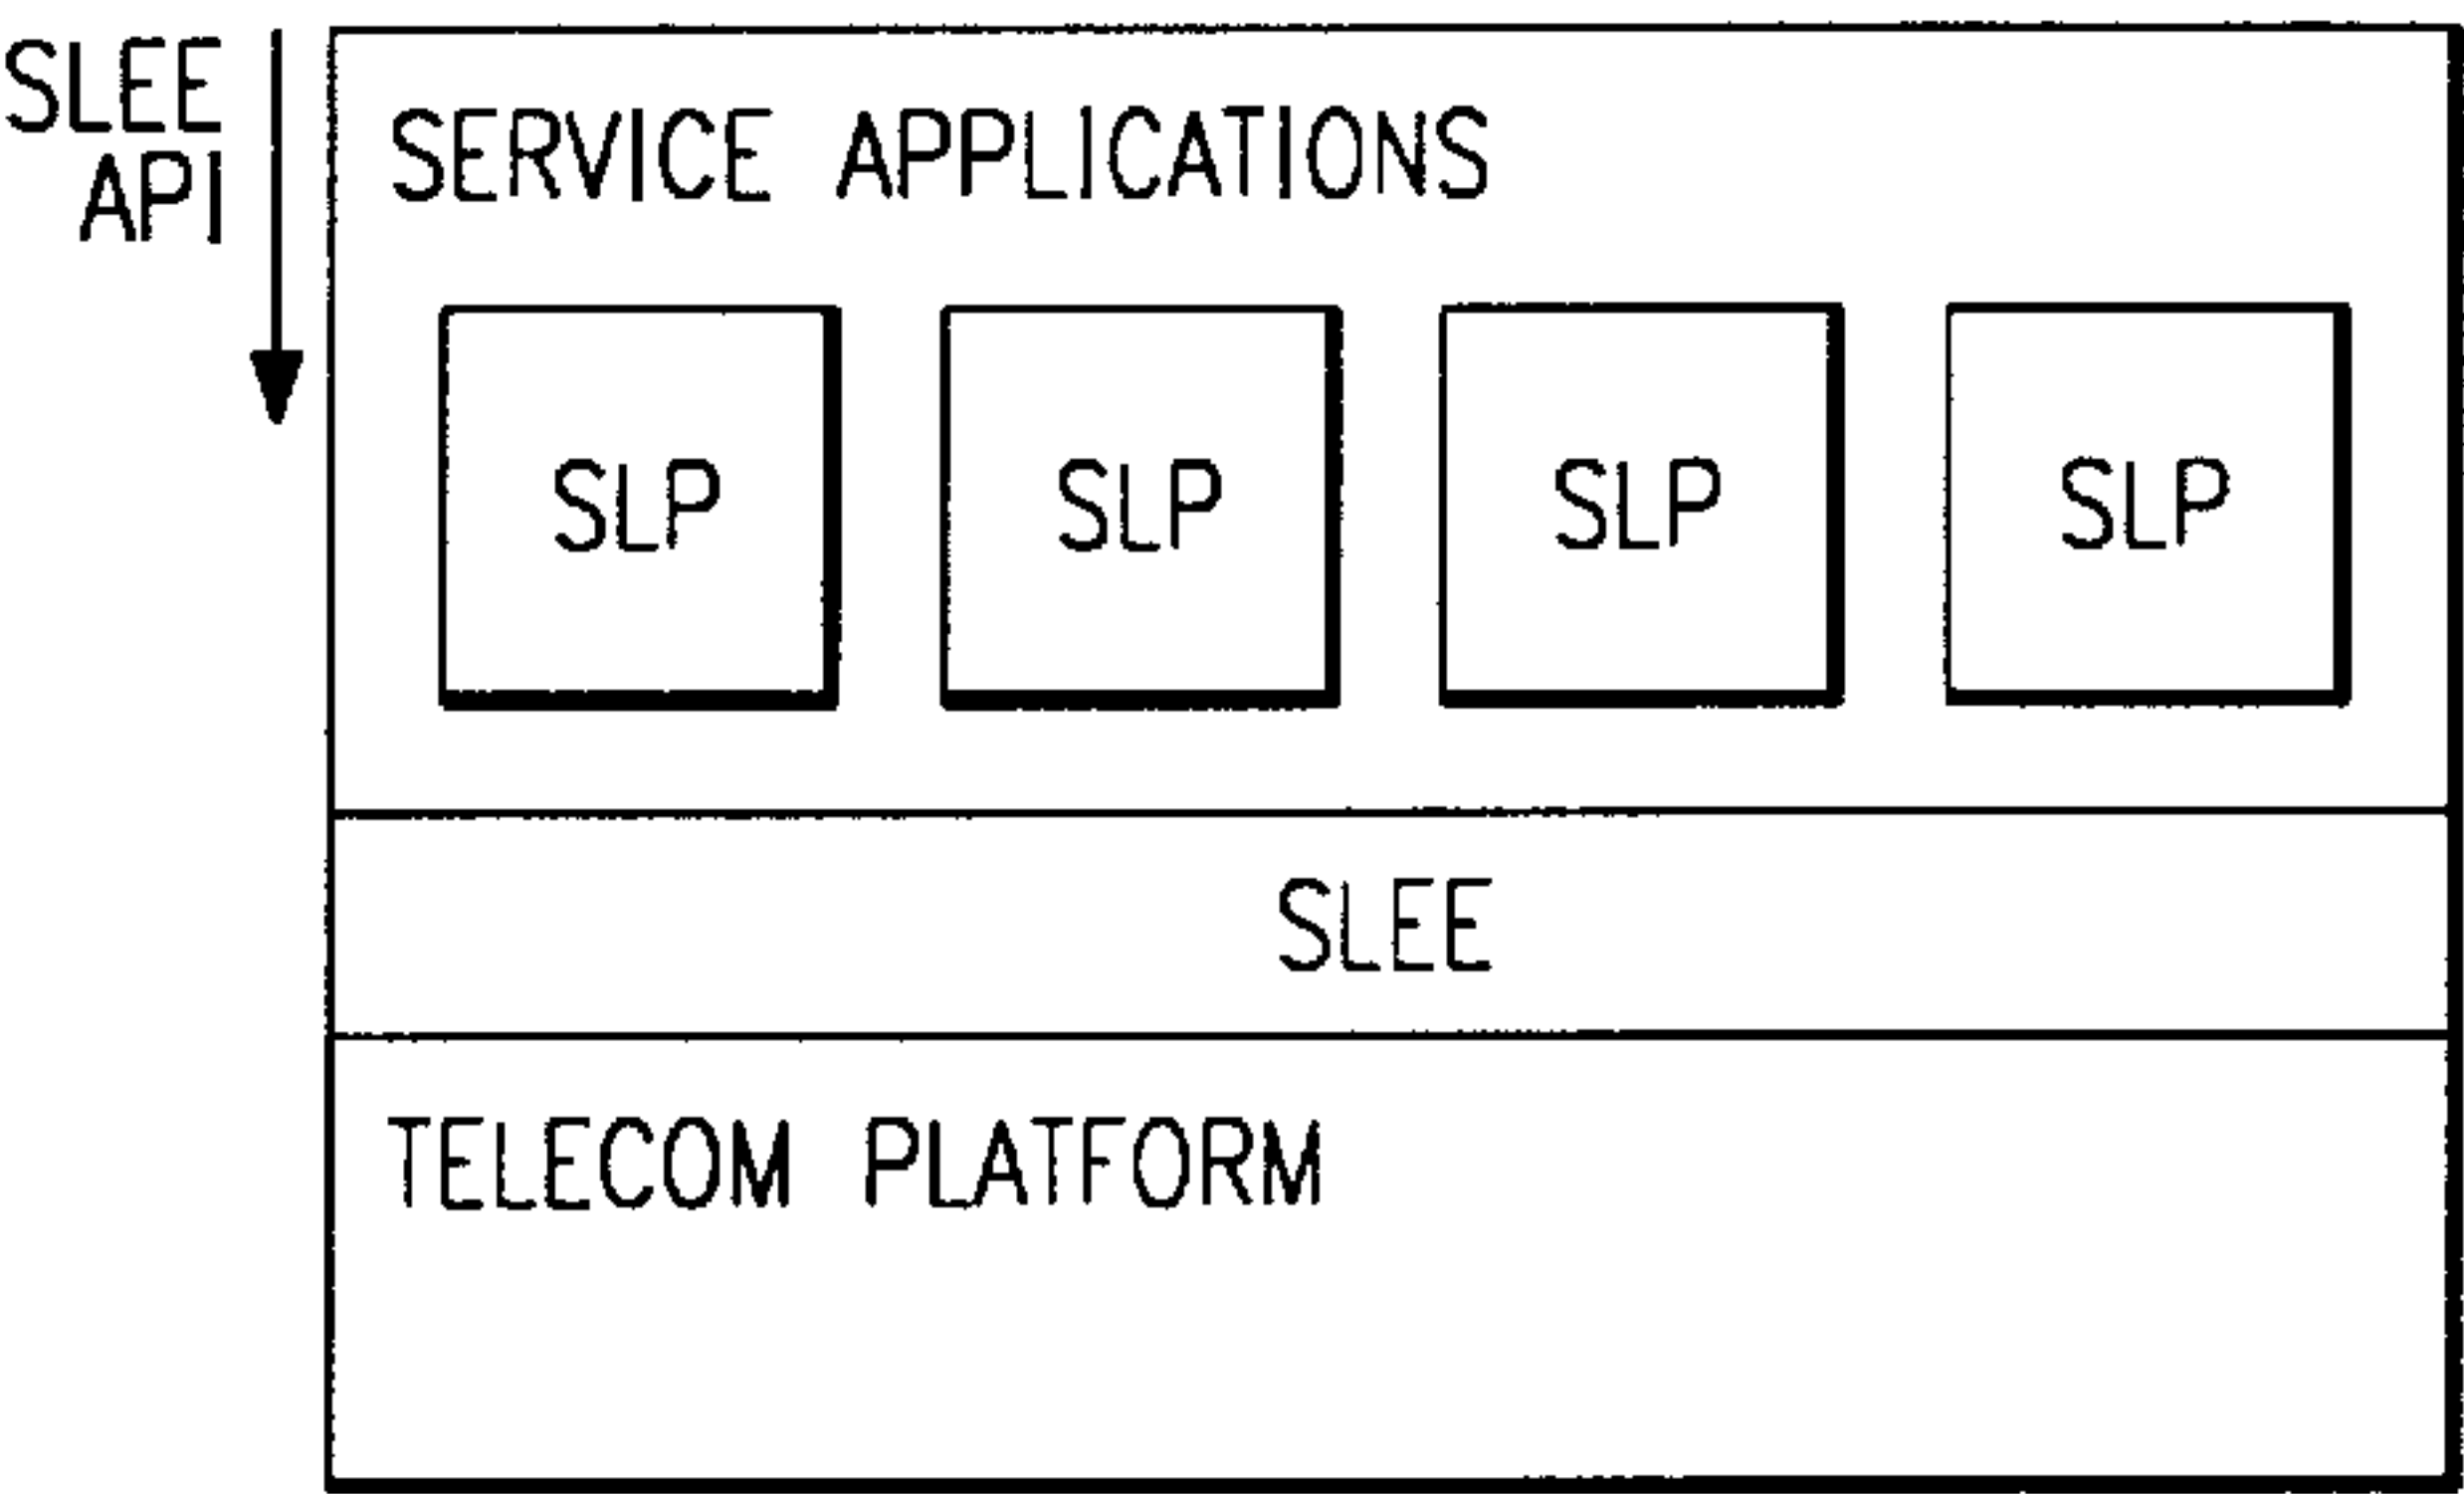 SLEE
API
SERVICE APPLICATIONS
SLP SLP SLP SLP
SLEE
TELECOM PLATFORM